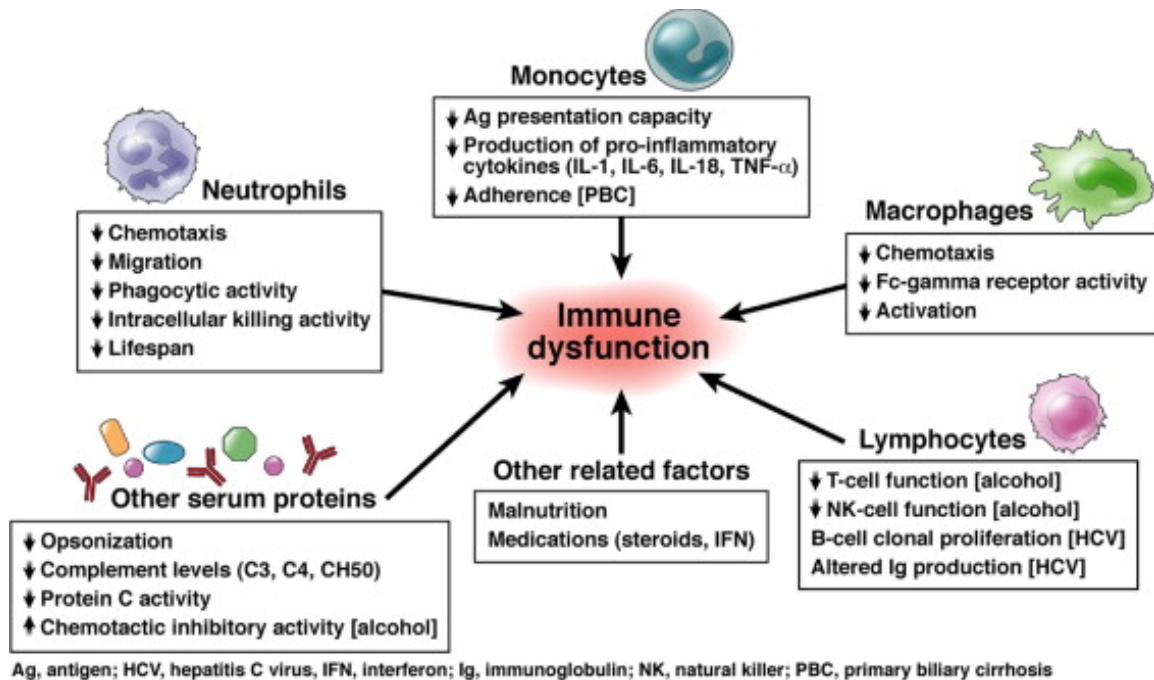 Monocytes
↓ Ag presentation capacity
↓ Production of pro-inflammatory
cytokines (IL-1, IL-6, IL-18, TNF-α)
↓ Adherence [PBC]
Neutrophils
↓ Chemotaxis
↓ Migration
↓ Phagocytic activity
↓ Intracellular killing activity
↓ Lifespan
Macrophages
↓ Chemotaxis
↓ Fc-gamma receptor activity
↓ Activation
Immune
dysfunction
Other serum proteins
↓ Opsonization
↓ Complement levels (C3, C4, CH50)
↓ Protein C activity
↑ Chemotactic inhibitory activity [alcohol]
Other related factors
Malnutrition
Medications (steroids, IFN)
Lymphocytes
↓ T-cell function [alcohol]
↓ NK-cell function [alcohol]
B-cell clonal proliferation [HCV]
Altered Ig production [HCV]
Ag, antigen; HCV, hepatitis C virus, IFN, interferon; Ig, immunoglobulin; NK, natural killer; PBC, primary biliary cirrhosis